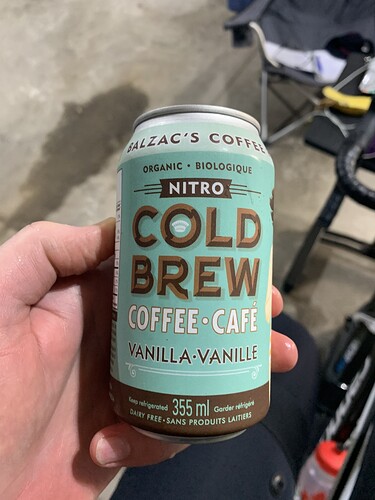 BALZAC'S COFFEE
ORGANIC • BIOLOGIQUE
NITRO
COLD
BREW
COFFEE • CAFÉ
VANILLA • VANILLE
Keep refrigerated 355 ml Garder réfrigéré
DAIRY FREE • SANS PRODUITS LAITIERS